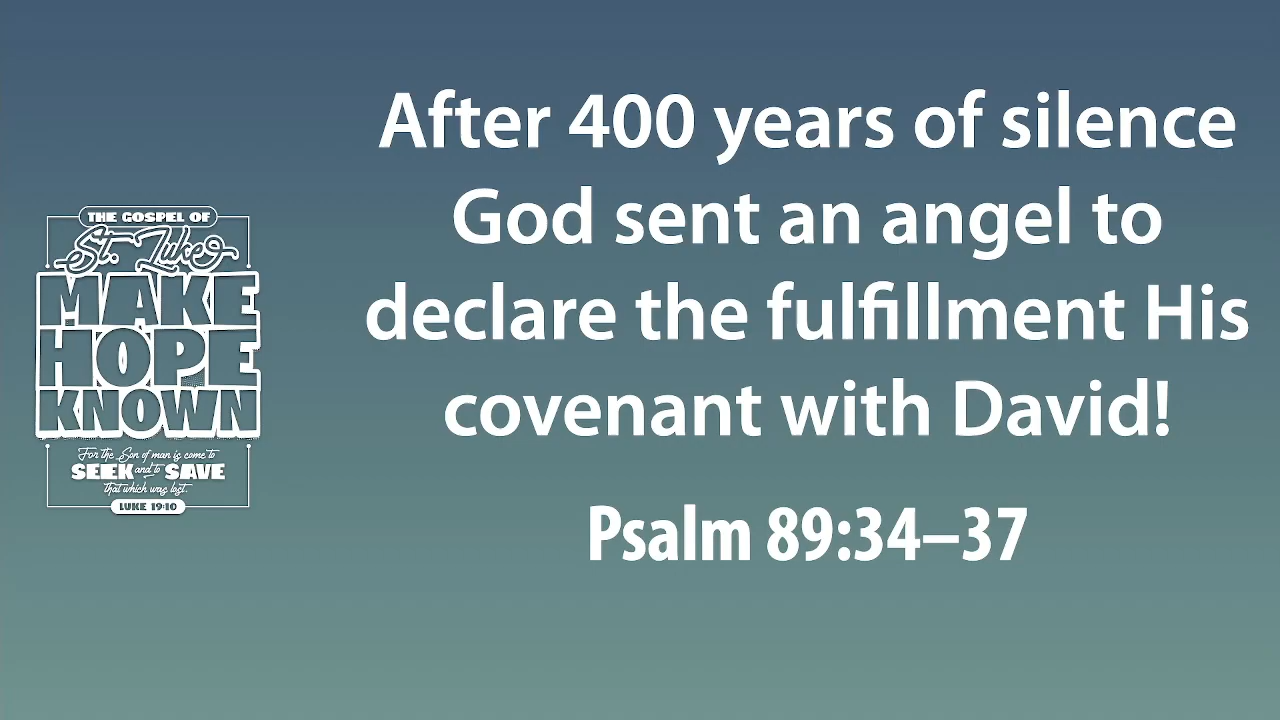 THE GOSPEL OF
St. Luke
MAKE
HOPE
KNOWN
For the Son of man is come to
SEEK and to SAVE
that which was lost.
LUKE 19:10
After 400 years of silence
God sent an angel to
declare the fulfillment His
covenant with David!
Psalm 89:34–37